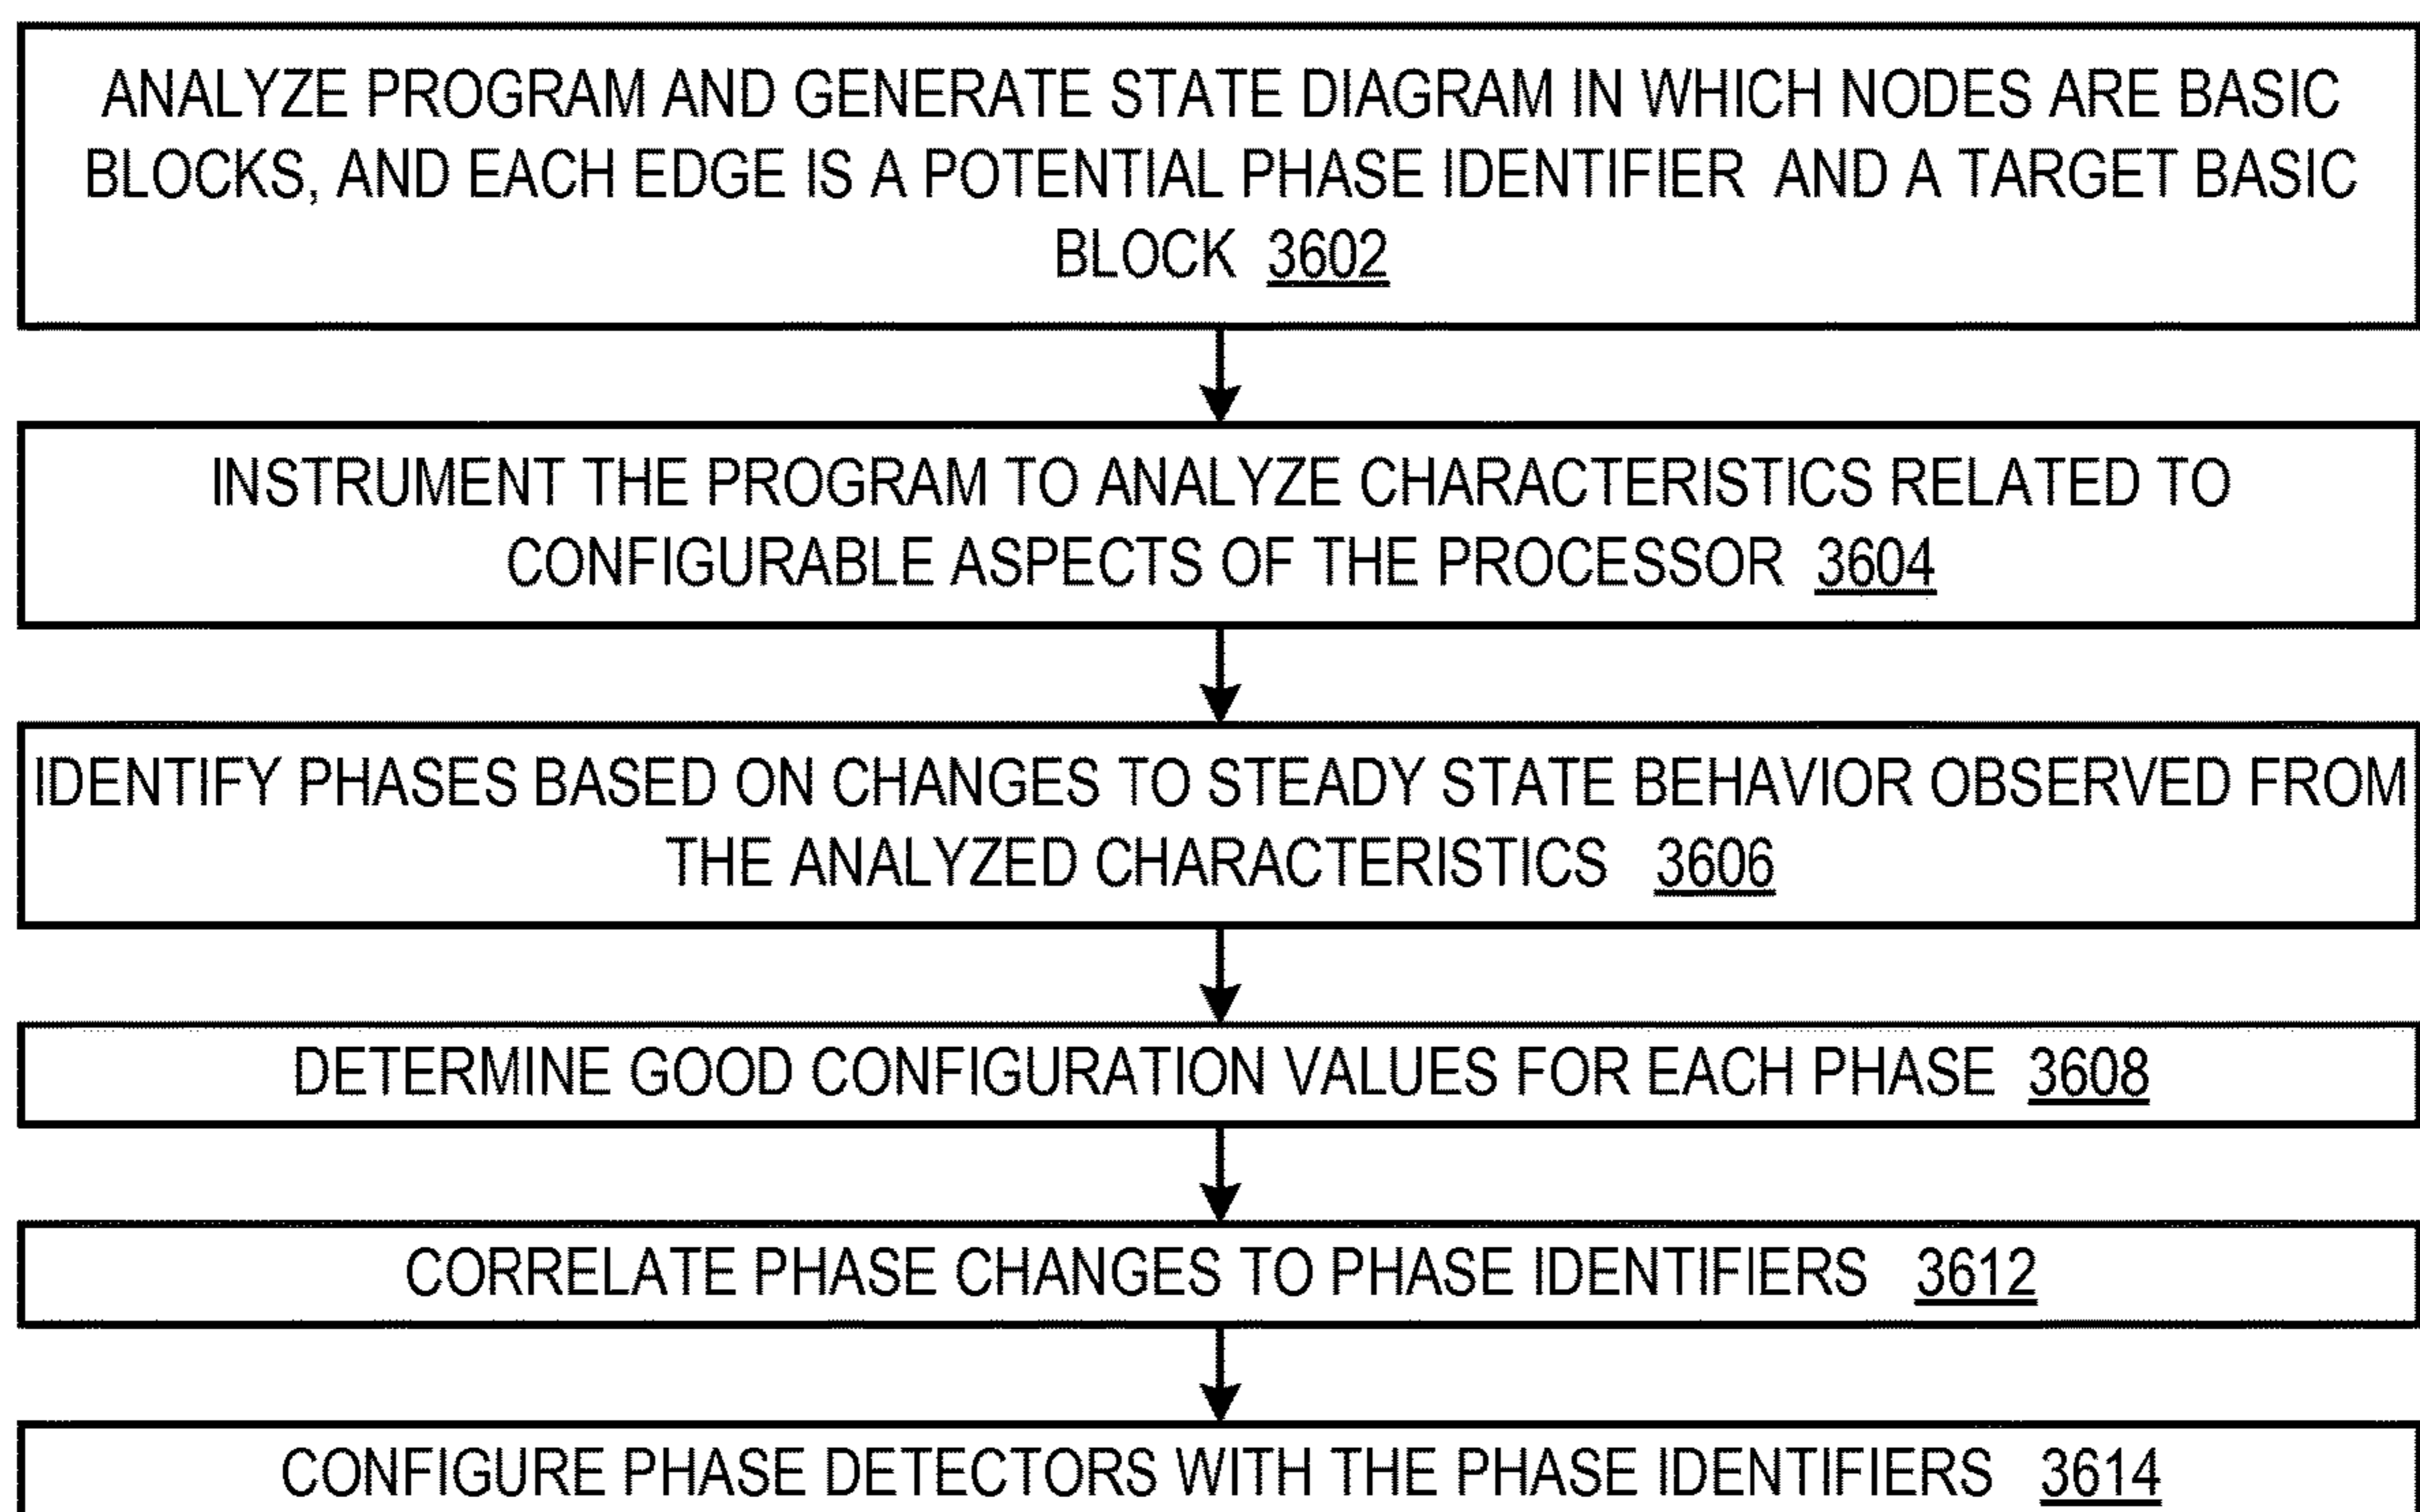 ANALYZE PROGRAM AND GENERATE STATE DIAGRAM IN WHICH NODES ARE BASIC
BLOCKS, AND EACH EDGE IS A POTENTIAL PHASE IDENTIFIER AND A TARGET BASIC
BLOCK 3602
INSTRUMENT THE PROGRAM TO ANALYZE CHARACTERISTICS RELATED TO
CONFIGURABLE ASPECTS OF THE PROCESSOR 3604
IDENTIFY PHASES BASED ON CHANGES TO STEADY STATE BEHAVIOR OBSERVED FROM
THE ANALYZED CHARACTERISTICS 3606
DETERMINE GOOD CONFIGURATION VALUES FOR EACH PHASE 3608
CORRELATE PHASE CHANGES TO PHASE IDENTIFIERS 3612
CONFIGURE PHASE DETECTORS WITH THE PHASE IDENTIFIERS 3614